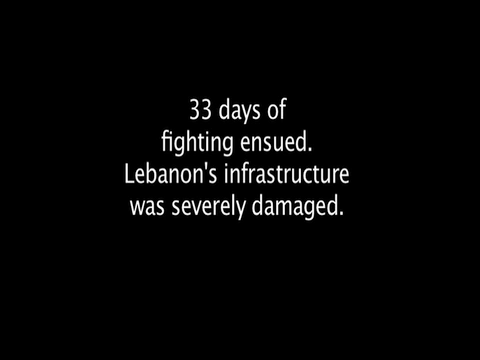 33 days of
fighting ensued.
Lebanon's infrastructure
was severely damaged.